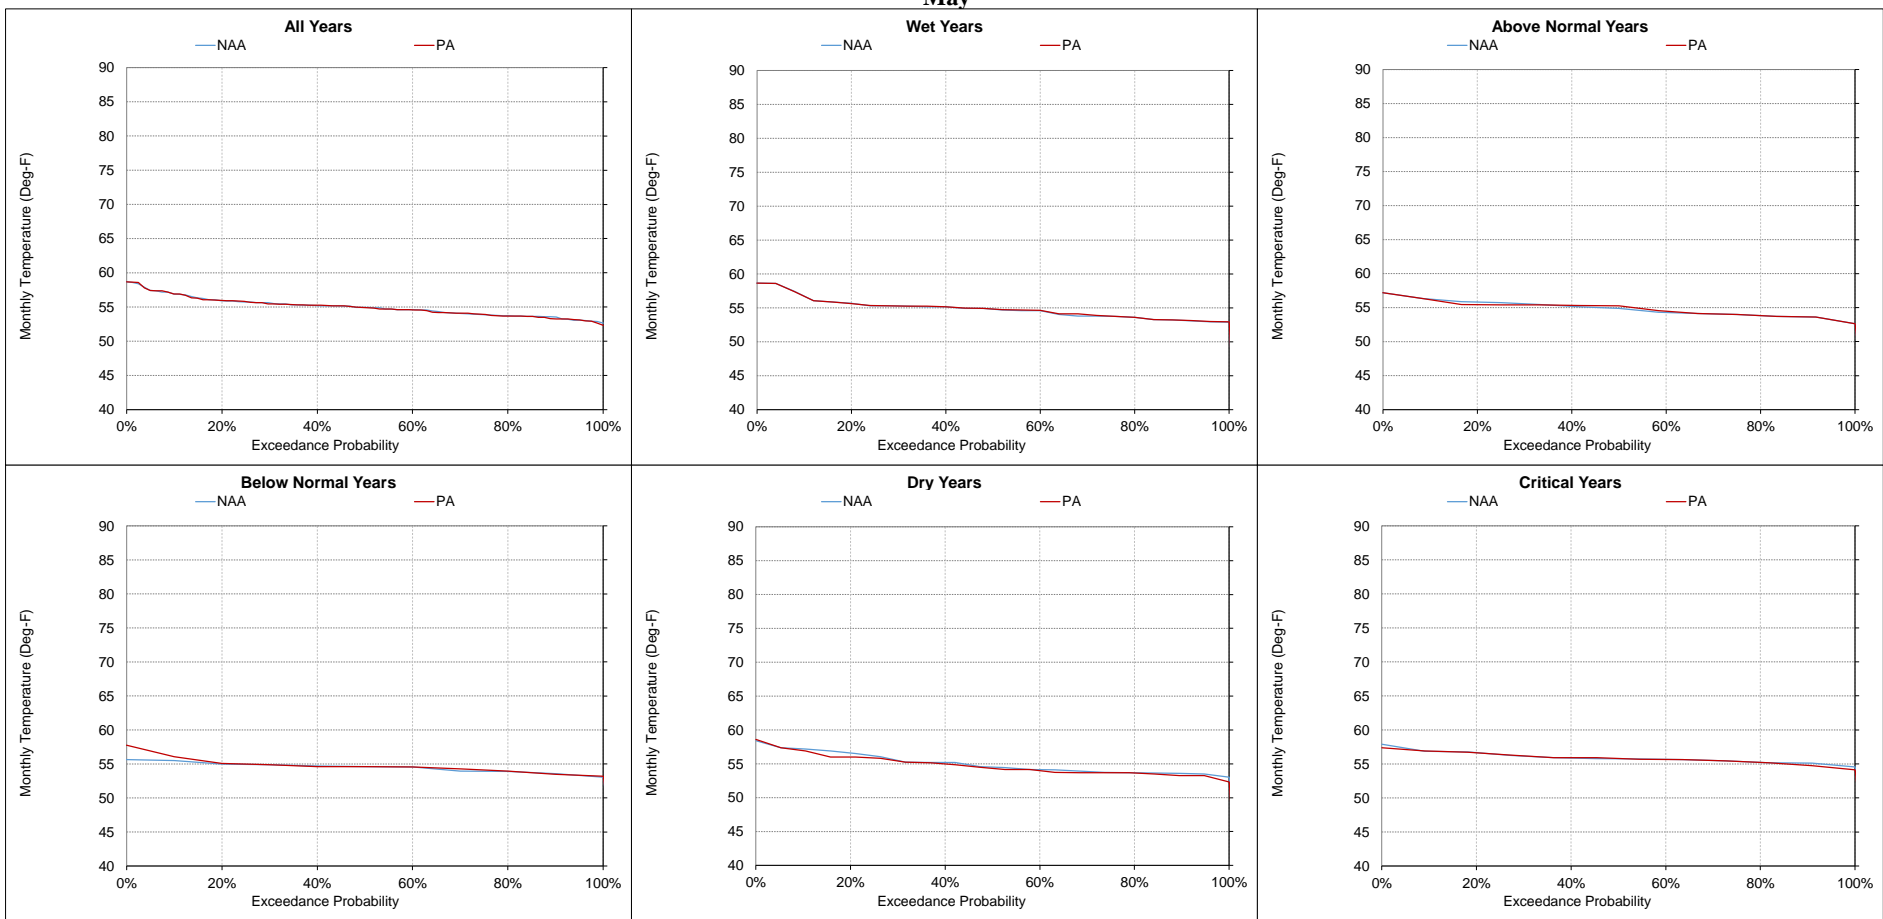 May
All Years
NAA PA
Monthly Temperature (Deg-F)
90
85
80
75
70
65
60
55
50
45
40
0% 20% 40% 60% 80% 100%
Exceedance Probability
Wet Years
NAA PA
Monthly Temperature (Deg-F)
90
85
80
75
70
65
60
55
50
45
40
0% 20% 40% 60% 80% 100%
Exceedance Probability
Above Normal Years
NAA PA
Monthly Temperature (Deg-F)
90
85
80
75
70
65
60
55
50
45
40
0% 20% 40% 60% 80% 100%
Exceedance Probability
Below Normal Years
NAA PA
Monthly Temperature (Deg-F)
90
85
80
75
70
65
60
55
50
45
40
0% 20% 40% 60% 80% 100%
Exceedance Probability
Dry Years
NAA PA
Monthly Temperature (Deg-F)
90
85
80
75
70
65
60
55
50
45
40
0% 20% 40% 60% 80% 100%
Exceedance Probability
Critical Years
NAA PA
Monthly Temperature (Deg-F)
90
85
80
75
70
65
60
55
50
45
40
0% 20% 40% 60% 80% 100%
Exceedance Probability